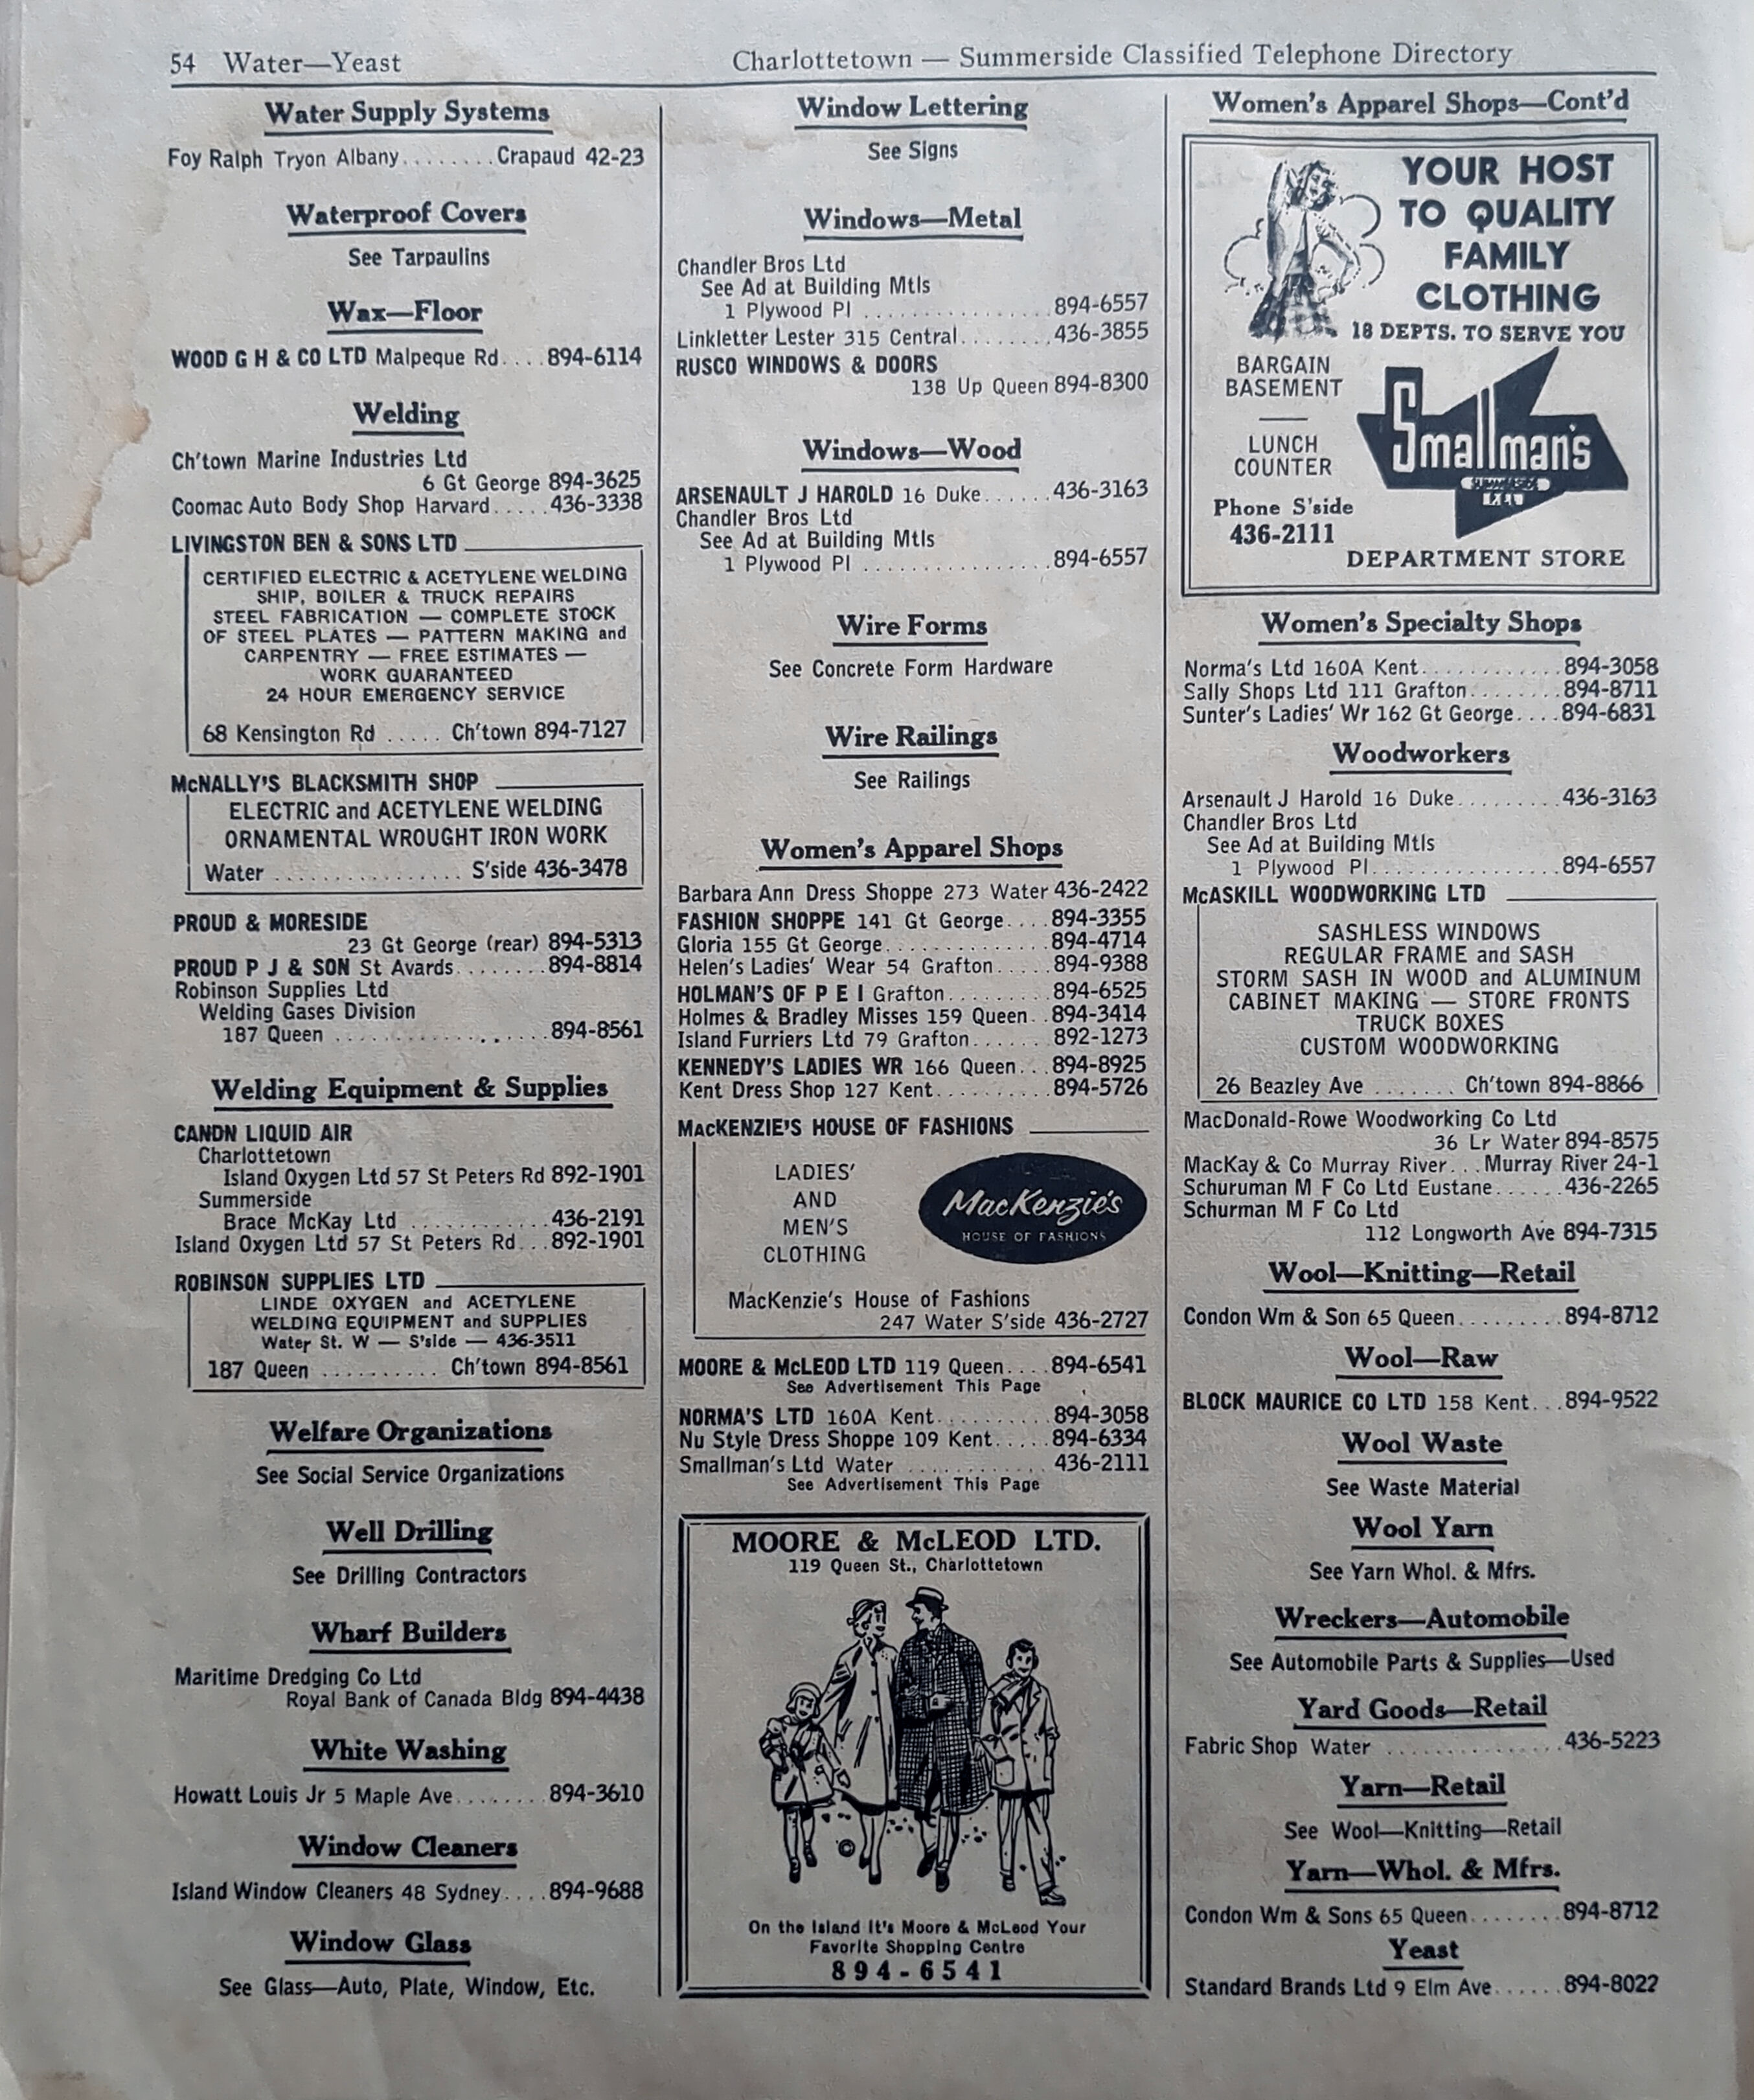 54 Water—Yeast
Charlottetown — Summerside Classified Telephone Directory
Water Supply Systems
Foy Ralph Tryon Albany........Crapaud 42-23
Waterproof Covers
See Tarpaulins
Wax—Floor
WOOD G H & CO LTD Malpeque Rd....894-6114
Welding
Ch'town Marine Industries Ltd
6 Gt George 894-3625
Coomac Auto Body Shop Harvard.....436-3338
LIVINGSTON BEN & SONS LTD
CERTIFIED ELECTRIC & ACETYLENE WELDING
SHIP, BOILER & TRUCK REPAIRS
STEEL FABRICATION — COMPLETE STOCK
OF STEEL PLATES — PATTERN MAKING and
CARPENTRY — FREE ESTIMATES —
WORK GUARANTEED
24 HOUR EMERGENCY SERVICE
68 Kensington Rd ..... Ch'town 894-7127
McNALLY'S BLACKSMITH SHOP
ELECTRIC and ACETYLENE WELDING
ORNAMENTAL WROUGHT IRON WORK
Water ................ S'side 436-3478
PROUD & MORESIDE
23 Gt George (rear) 894-5313
PROUD P J & SON St Avards........894-8814
Robinson Supplies Ltd
Welding Gases Division
187 Queen ...................894-8561
Welding Equipment & Supplies
CANDN LIQUID AIR
Charlottetown
Island Oxygen Ltd 57 St Peters Rd 892-1901
Summerside
Brace McKay Ltd ............436-2191
Island Oxygen Ltd 57 St Peters Rd...892-1901
ROBINSON SUPPLIES LTD
LINDE OXYGEN and ACETYLENE
WELDING EQUIPMENT and SUPPLIES
Water St. W — S'side — 436-3511
187 Queen .......... Ch'town 894-8561
Welfare Organizations
See Social Service Organizations
Well Drilling
See Drilling Contractors
Wharf Builders
Maritime Dredging Co Ltd
Royal Bank of Canada Bldg 894-4438
White Washing
Howatt Louis Jr 5 Maple Ave........894-3610
Window Cleaners
Island Window Cleaners 48 Sydney....894-9688
Window Glass
See Glass—Auto, Plate, Window, Etc.
Window Lettering
See Signs
Windows—Metal
Chandler Bros Ltd
See Ad at Building Mtls
1 Plywood Pl ................894-6557
Linkletter Lester 315 Central........436-3855
RUSCO WINDOWS & DOORS
138 Up Queen 894-8300
Windows—Wood
ARSENAULT J HAROLD 16 Duke......436-3163
Chandler Bros Ltd
See Ad at Building Mtls
1 Plywood Pl ................894-6557
Wire Forms
See Concrete Form Hardware
Wire Railings
See Railings
Women's Apparel Shops
Barbara Ann Dress Shoppe 273 Water 436-2422
FASHION SHOPPE 141 Gt George....894-3355
Gloria 155 Gt George..............894-4714
Helen's Ladies' Wear 54 Grafton.....894-9388
HOLMAN'S OF P E I Grafton.........894-6525
Holmes & Bradley Misses 159 Queen..894-3414
Island Furriers Ltd 79 Grafton.......892-1273
KENNEDY'S LADIES WR 166 Queen...894-8925
Kent Dress Shop 127 Kent..........894-5726
MacKENZIE'S HOUSE OF FASHIONS
LADIES'
AND
MEN'S
CLOTHING
MacKenzie's
HOUSE OF FASHIONS
MacKenzie's House of Fashions
247 Water S'side 436-2727
MOORE & McLEOD LTD 119 Queen....894-6541
See Advertisement This Page
NORMA'S LTD 160A Kent..........894-3058
Nu Style Dress Shoppe 109 Kent.....894-6334
Smallman's Ltd Water ............436-2111
See Advertisement This Page
MOORE & McLEOD LTD.
119 Queen St., Charlottetown
©
On the Island It's Moore & McLeod Your
Favorite Shopping Centre
894-6541
Women's Apparel Shops—Cont'd
YOUR HOST
TO QUALITY
FAMILY
CLOTHING
18 DEPTS. TO SERVE YOU
BARGAIN
BASEMENT
LUNCH
COUNTER
Smallman's
SUMMERSIDE
P.E.I.
Phone S'side
436-2111
DEPARTMENT STORE
Women's Specialty Shops
Norma's Ltd 160A Kent............894-3058
Sally Shops Ltd 111 Grafton........894-8711
Sunter's Ladies' Wr 162 Gt George....894-6831
Woodworkers
Arsenault J Harold 16 Duke.........436-3163
Chandler Bros Ltd
See Ad at Building Mtls
1 Plywood Pl................894-6557
McASKILL WOODWORKING LTD
SASHLESS WINDOWS
REGULAR FRAME and SASH
STORM SASH IN WOOD and ALUMINUM
CABINET MAKING — STORE FRONTS
TRUCK BOXES
CUSTOM WOODWORKING
26 Beazley Ave ....... Ch'town 894-8866
MacDonald-Rowe Woodworking Co Ltd
36 Lr Water 894-8575
MacKay & Co Murray River...Murray River 24-1
Schuruman M F Co Ltd Eustane......436-2265
Schurman M F Co Ltd
112 Longworth Ave 894-7315
Wool—Knitting—Retail
Condon Wm & Son 65 Queen.........894-8712
Wool—Raw
BLOCK MAURICE CO LTD 158 Kent...894-9522
Wool Waste
See Waste Material
Wool Yarn
See Yarn Whol. & Mfrs.
Wreckers—Automobile
See Automobile Parts & Supplies—Used
Yard Goods—Retail
Fabric Shop Water ...............436-5223
Yarn—Retail
See Wool—Knitting—Retail
Yarn—Whol. & Mfrs.
Condon Wm & Sons 65 Queen........894-8712
Yeast
Standard Brands Ltd 9 Elm Ave......894-8022